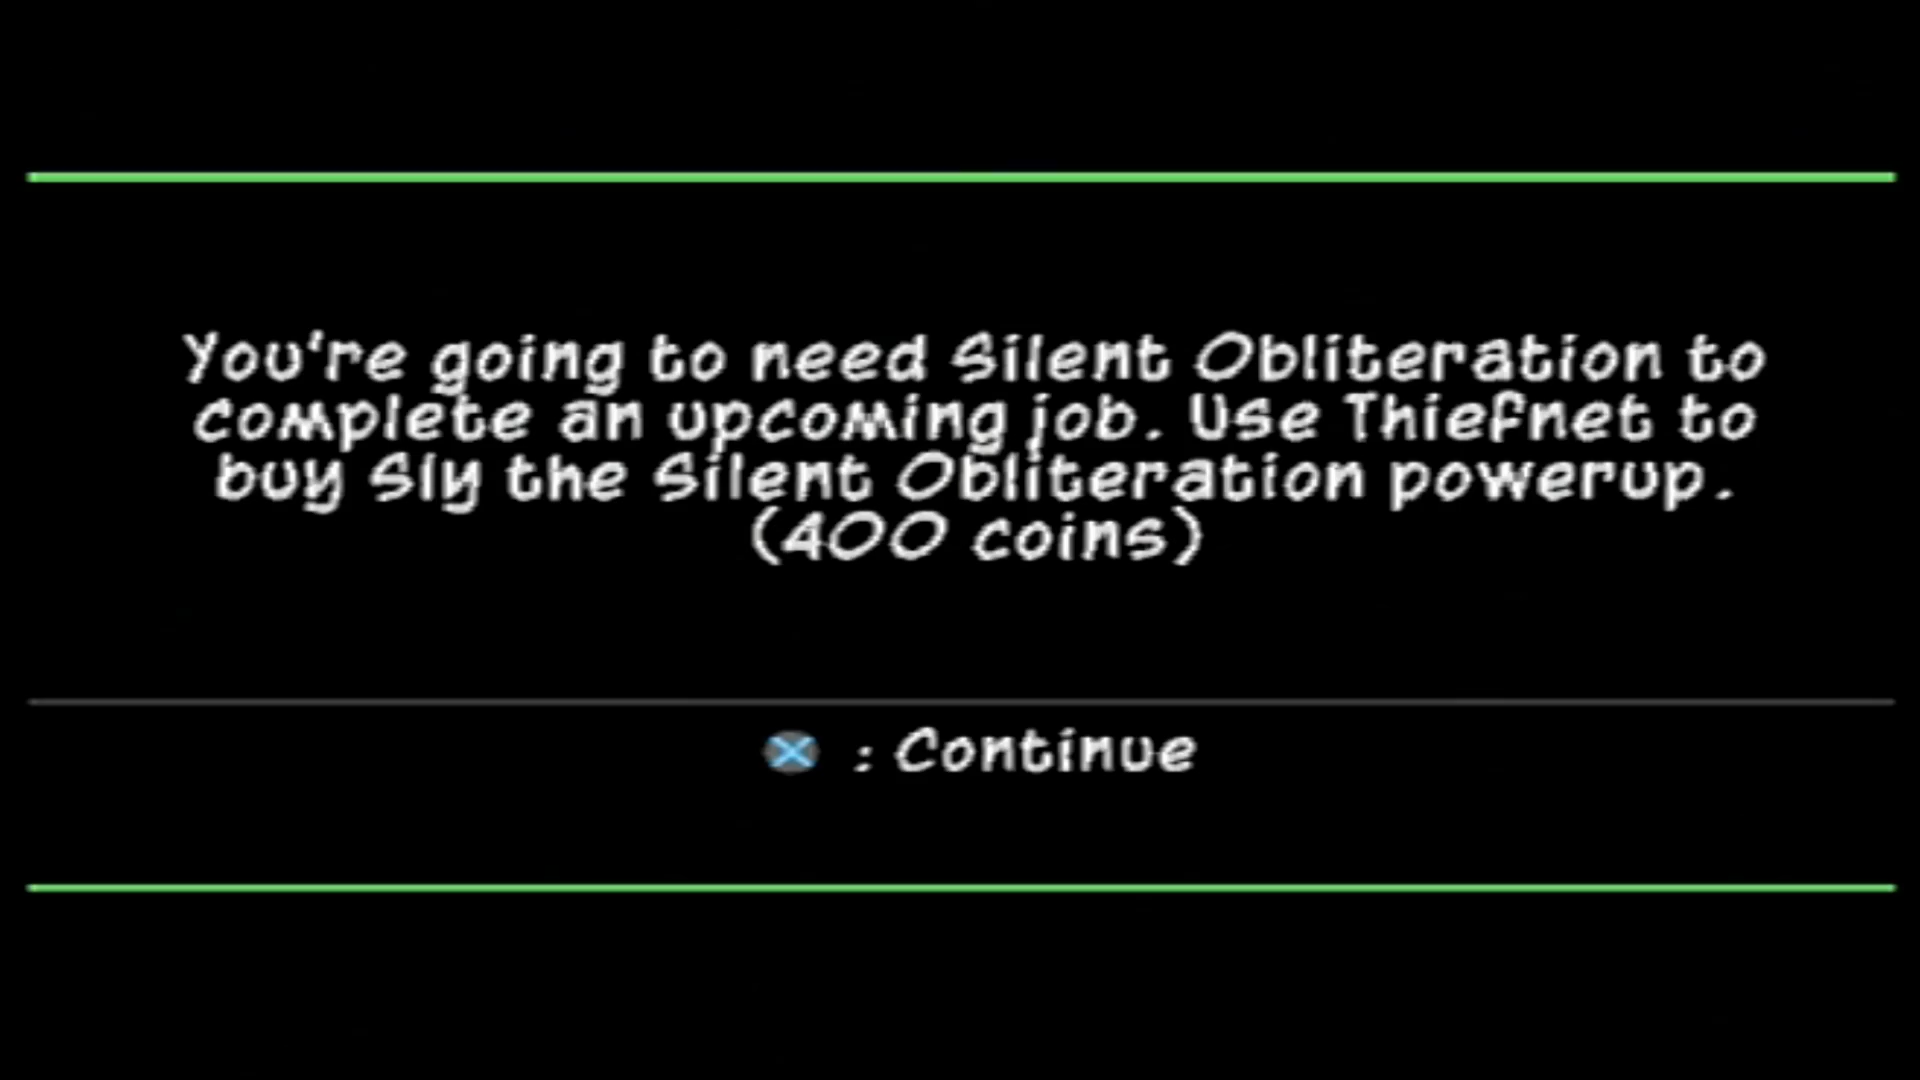 You're going to need Silent Obliteration to
complete an upcoming job. Use Thiefnet to
buy Sly the Silent Obliteration powerup.
(400 coins)
: Continue